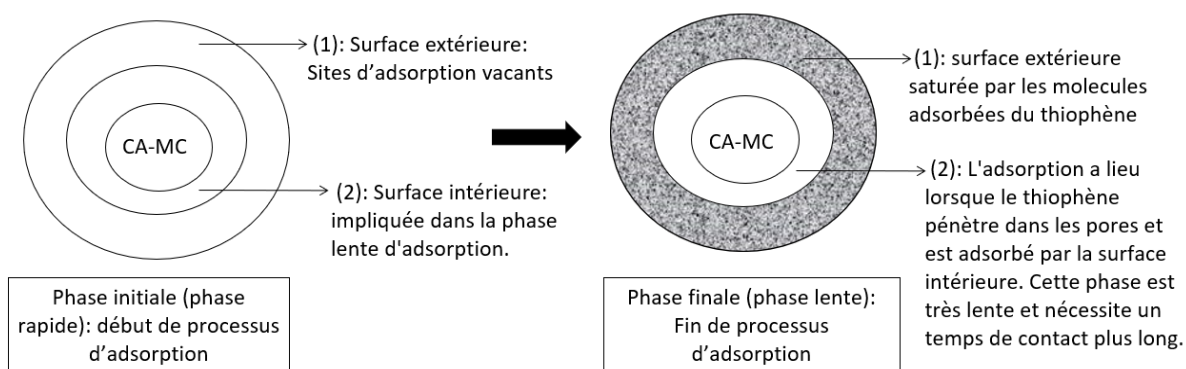 (1): Surface extérieure:
Sites d’adsorption vacants
CA-MC
(2): Surface intérieure:
impliquée dans la phase
lente d'adsorption.
Phase initiale (phase
rapide): début de processus
d’adsorption
(1): surface extérieure
saturée par les molecules
adsorbées du thiophène
CA-MC
(2): L'adsorption a lieu
lorsque le thiophène
pénètre dans les pores et
est adsorbé par la surface
intérieure. Cette phase est
très lente et nécessite un
temps de contact plus long.
Phase finale (phase lente):
Fin de processus
d’adsorption